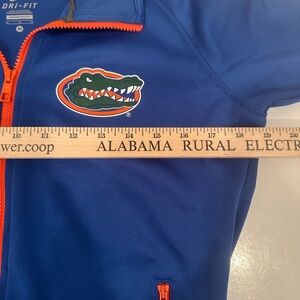 DRI-FIT
M
®
10 11 12 13 14 15 16 17 18 19 20
wer.coop ALABAMA RURAL ELECTR